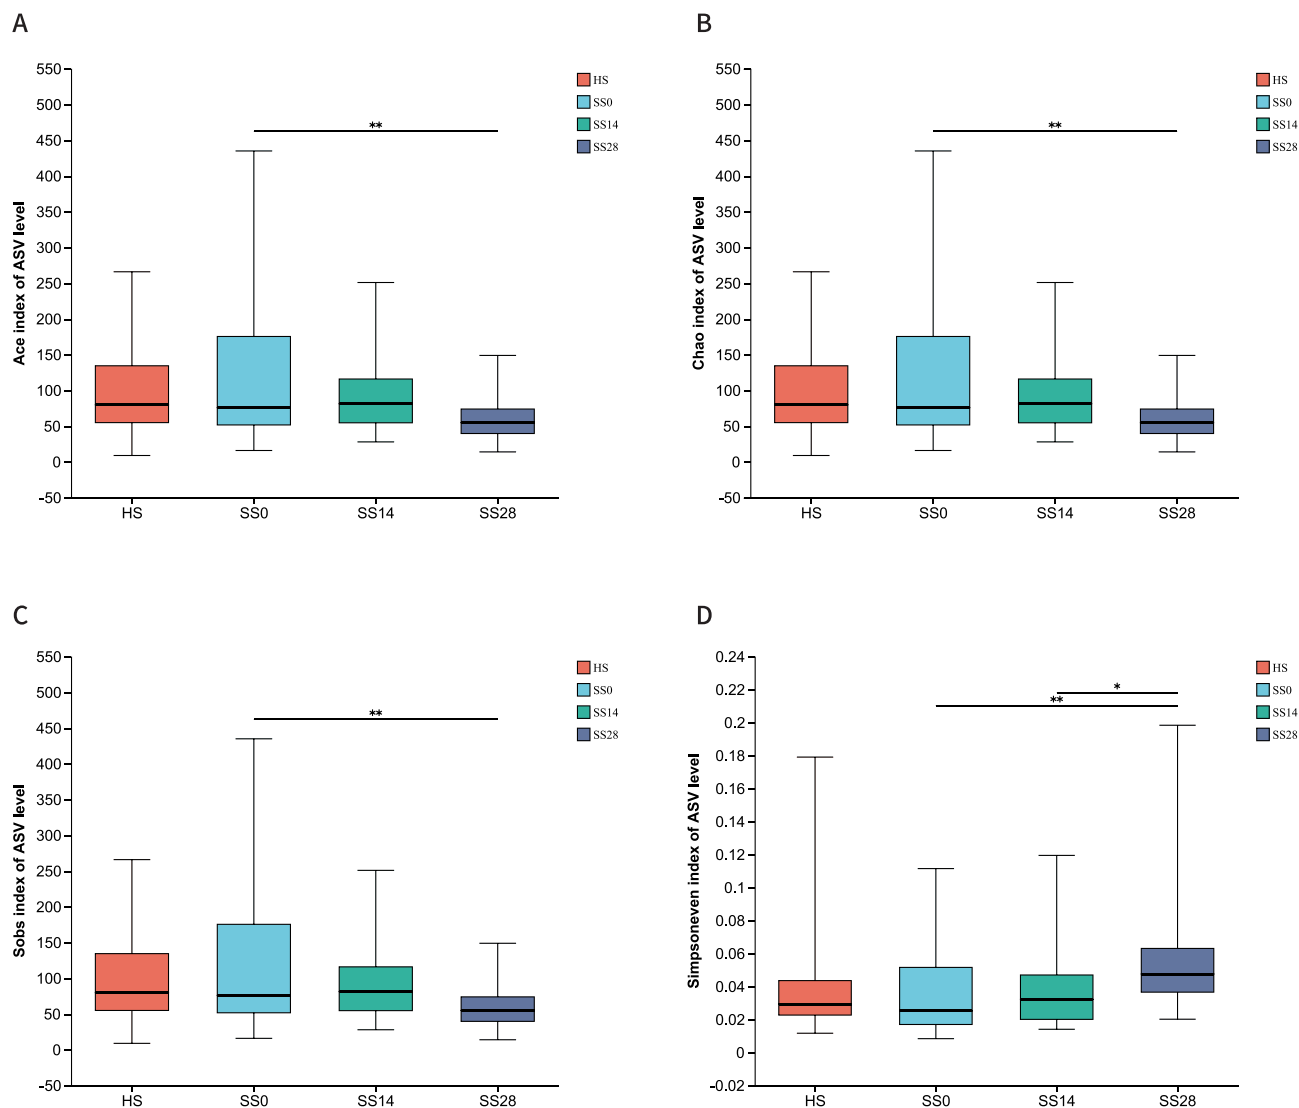 A
550
500
450
400
350
300
250
200
150
100
50
0
-50
Ace index of ASV level
**
HS
SS0
SS14
SS28
HS
SS0
SS14
SS28
B
550
500
450
400
350
300
250
200
150
100
50
0
-50
Chao index of ASV level
**
HS
SS0
SS14
SS28
HS
SS0
SS14
SS28
C
550
500
450
400
350
300
250
200
150
100
50
0
-50
Sobs index of ASV level
**
HS
SS0
SS14
SS28
HS
SS0
SS14
SS28
D
0.24
0.22
0.2
0.18
0.16
0.14
0.12
0.1
0.08
0.06
0.04
0.02
0
-0.02
Simpsoneven index of ASV level
*
**
HS
SS0
SS14
SS28
HS
SS0
SS14
SS28